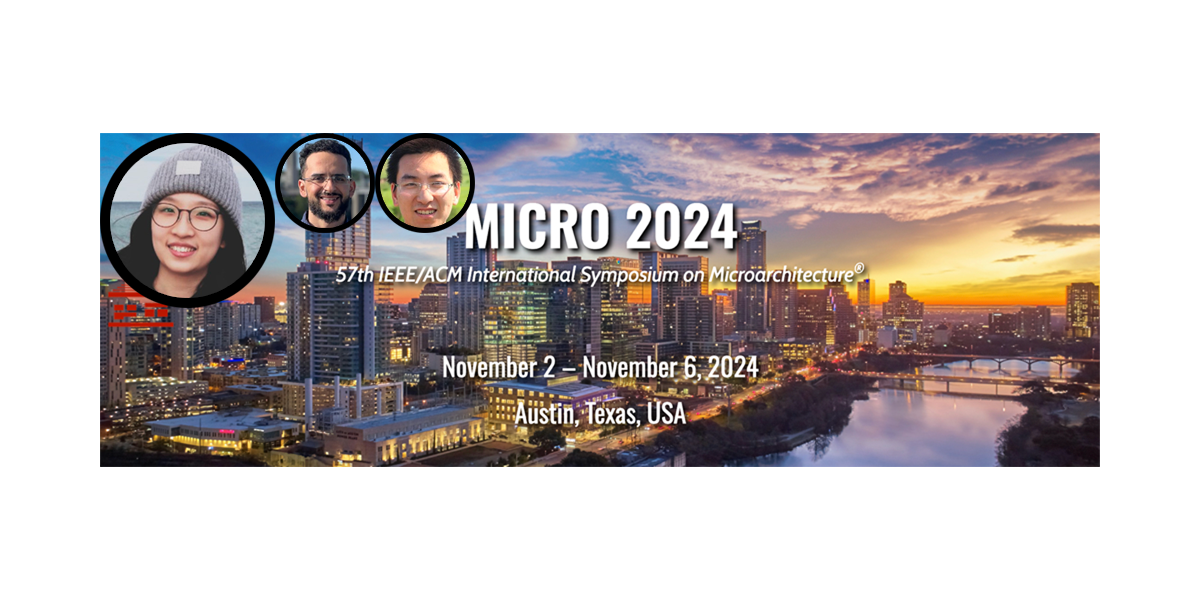 MICRO 2024
57th IEEE/ACM International Symposium on Microarchitecture®
November 2 – November 6, 2024
Austin, Texas, USA